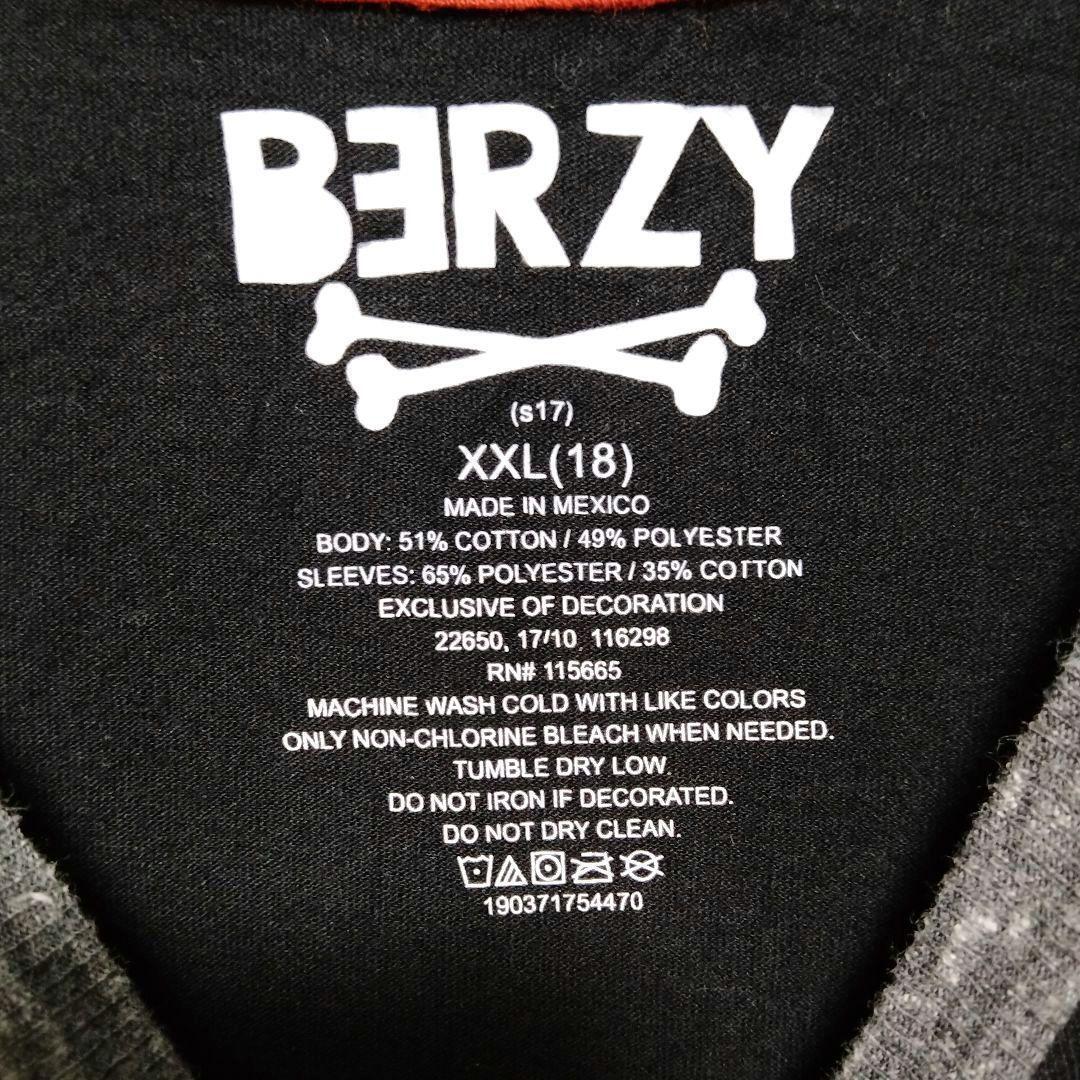 BERZY
(s17)
XXL(18)
MADE IN MEXICO
BODY: 51% COTTON / 49% POLYESTER
SLEEVES: 65% POLYESTER / 35% COTTON
EXCLUSIVE OF DECORATION
22650, 17/10, 116298
RN# 115665
MACHINE WASH COLD WITH LIKE COLORS
ONLY NON-CHLORINE BLEACH WHEN NEEDED.
TUMBLE DRY LOW.
DO NOT IRON IF DECORATED.
DO NOT DRY CLEAN.
190371754470